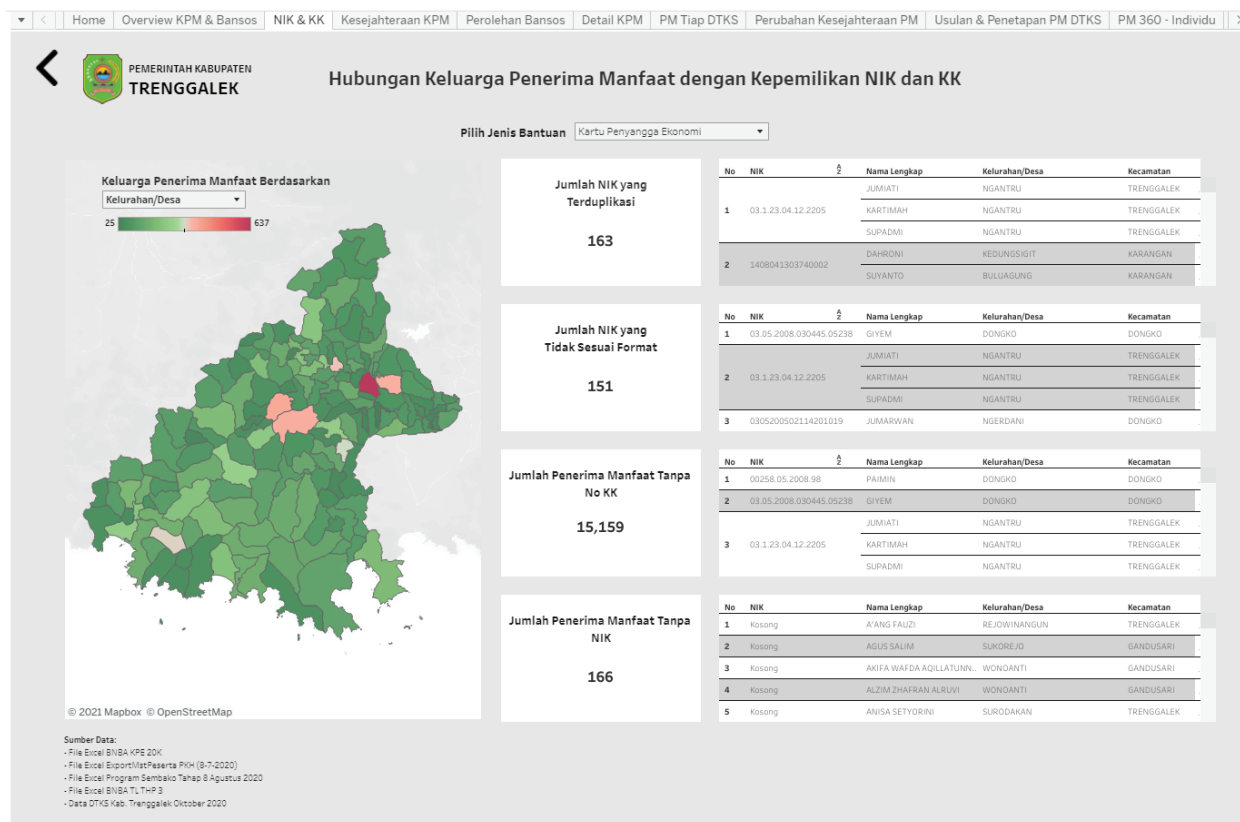 Home Overview KPM & Bansos NIK & KK Kesejahteraan KPM Perolehan Bansos Detail KPM PM Tiap DTKS Perubahan Kesejahteraan PM Usulan & Penetapan PM DTKS PM 360 - Individu
PEMERINTAH KABUPATEN
TRENGGALEK
Hubungan Keluarga Penerima Manfaat dengan Kepemilikan NIK dan KK
Pilih Jenis Bantuan Kartu Penyangga Ekonomi
Keluarga Penerima Manfaat Berdasarkan
Kelurahan/Desa
25 637
© 2021 Mapbox © OpenStreetMap
Jumlah NIK yang
Terduplikasi
163
No NIK Nama Lengkap Kelurahan/Desa Kecamatan
JUMIATI NGANTRU TRENGGALEK
1 03.1.23.04.12.2205 KARTIMAH NGANTRU TRENGGALEK
SUPADMI NGANTRU TRENGGALEK
DAHRONI KEDUNGSIGIT KARANGAN
2 1408041303740002
SUYANTO BULUAGUNG KARANGAN
Jumlah NIK yang
Tidak Sesuai Format
151
No NIK Nama Lengkap Kelurahan/Desa Kecamatan
1 03.05.2008.030445.05238 GIYEM DONGKO DONGKO
JUMIATI NGANTRU TRENGGALEK
2 03.1.23.04.12.2205 KARTIMAH NGANTRU TRENGGALEK
SUPADMI NGANTRU TRENGGALEK
3 0305200502114201019 JUMARWAN NGERDANI DONGKO
Jumlah Penerima Manfaat Tanpa
No KK
15,159
No NIK Nama Lengkap Kelurahan/Desa Kecamatan
1 00258.05.2008.98 PAIMIN DONGKO DONGKO
2 03.05.2008.030445.05238 GIYEM DONGKO DONGKO
JUMIATI NGANTRU TRENGGALEK
3 03.1.23.04.12.2205 KARTIMAH NGANTRU TRENGGALEK
SUPADMI NGANTRU TRENGGALEK
Jumlah Penerima Manfaat Tanpa
NIK
166
No NIK Nama Lengkap Kelurahan/Desa Kecamatan
1 Kosong A'ANG FAUZI REJOWINANGUN TRENGGALEK
2 Kosong AGUS SALIM SUKOREJO GANDUSARI
3 Kosong AKIFA WAFDA AQILLATUNN.. WONOANTI GANDUSARI
4 Kosong ALZIM ZHAFRAN ALRUVI WONOANTI GANDUSARI
5 Kosong ANISA SETYORINI SURODAKAN TRENGGALEK
Sumber Data:
- File Excel BNBA KPE 20K
- File Excel ExportMstPeserta PKH (8-7-2020)
- File Excel Program Sembako Tahap 8 Agustus 2020
- File Excel BNBA TL THP 3
- Data DTKS Kab. Trenggalek Oktober 2020